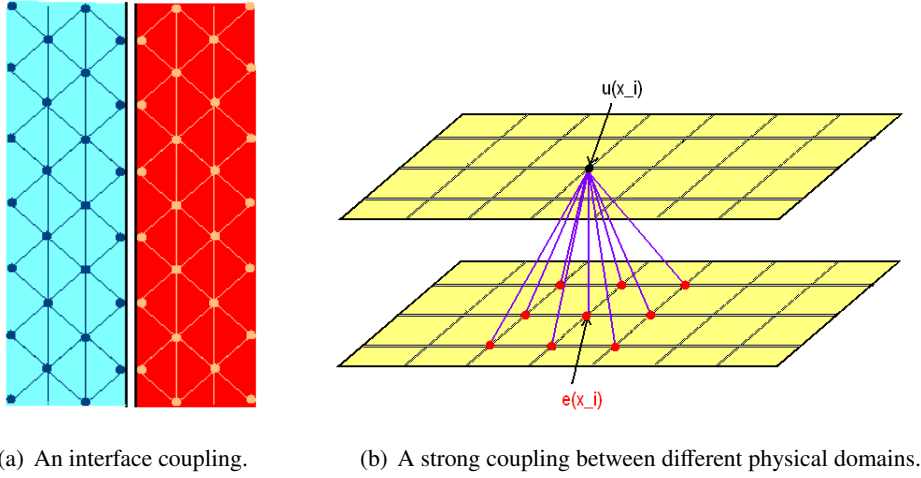 u(x_i)
e(x_i)
(a) An interface coupling.
(b) A strong coupling between different physical domains.